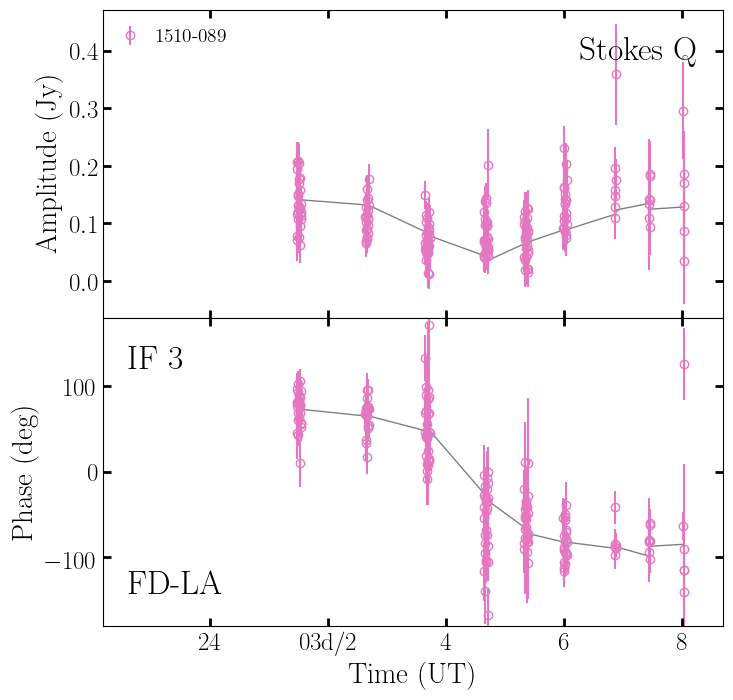 1510-089
Stokes Q
0.4
0.3
0.2
0.1
0.0
Amplitude (Jy)
IF 3
100
0
−100
Phase (deg)
FD-LA
24 03d/2 4 6 8
Time (UT)